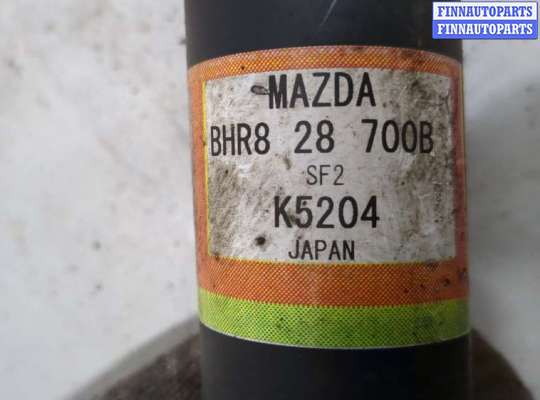 FINNAUTOPARTS
FINNAUTOPARTS
MAZDA
BHR8 28 700B
SF2
K5204
JAPAN